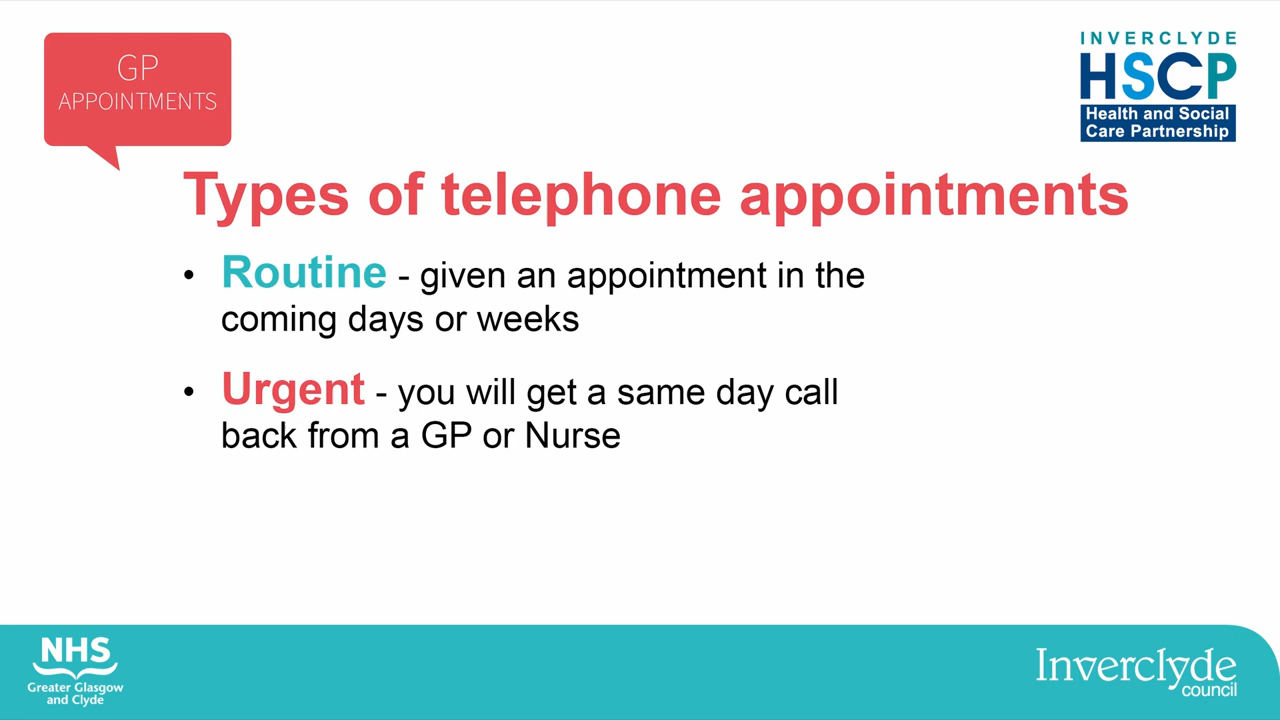 GP
APPOINTMENTS
INVERCLYDE
HSCP
Health and Social
Care Partnership
Types of telephone appointments
• Routine - given an appointment in the
coming days or weeks
• Urgent - you will get a same day call
back from a GP or Nurse
NHS
Greater Glasgow
and Clyde
Inverclyde
council